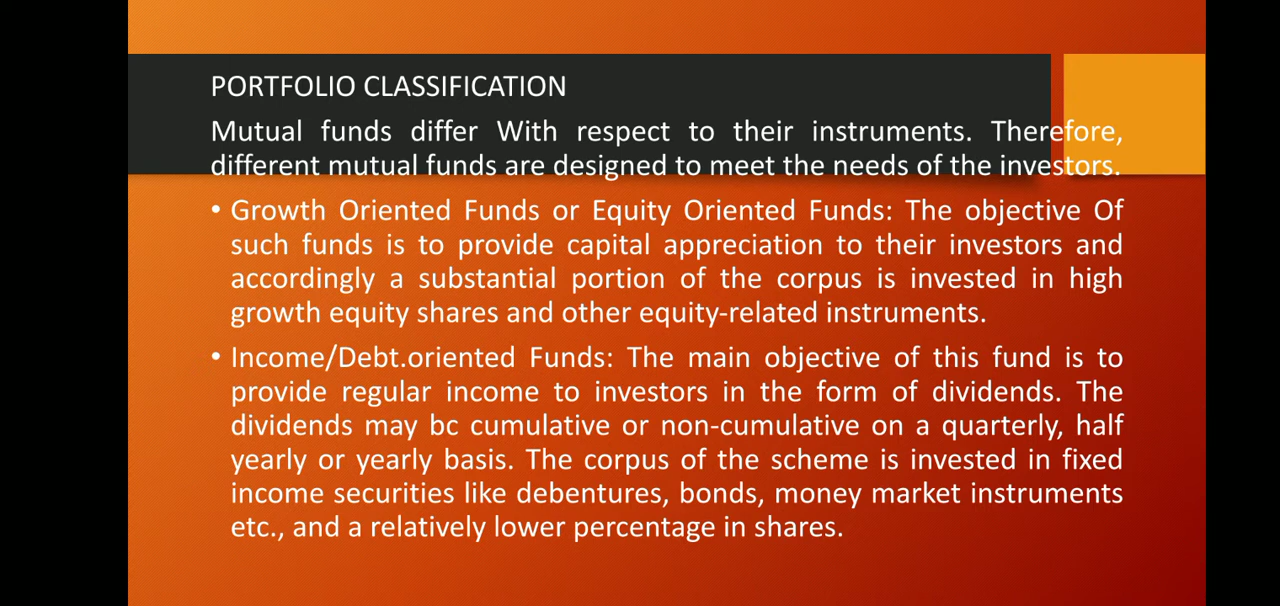 PORTFOLIO CLASSIFICATION
Mutual funds differ With respect to their instruments. Therefore,
different mutual funds are designed to meet the needs of the investors.
• Growth Oriented Funds or Equity Oriented Funds: The objective Of
such funds is to provide capital appreciation to their investors and
accordingly a substantial portion of the corpus is invested in high
growth equity shares and other equity-related instruments.
• Income/Debt.oriented Funds: The main objective of this fund is to
provide regular income to investors in the form of dividends. The
dividends may bc cumulative or non-cumulative on a quarterly, half
yearly or yearly basis. The corpus of the scheme is invested in fixed
income securities like debentures, bonds, money market instruments
etc., and a relatively lower percentage in shares.